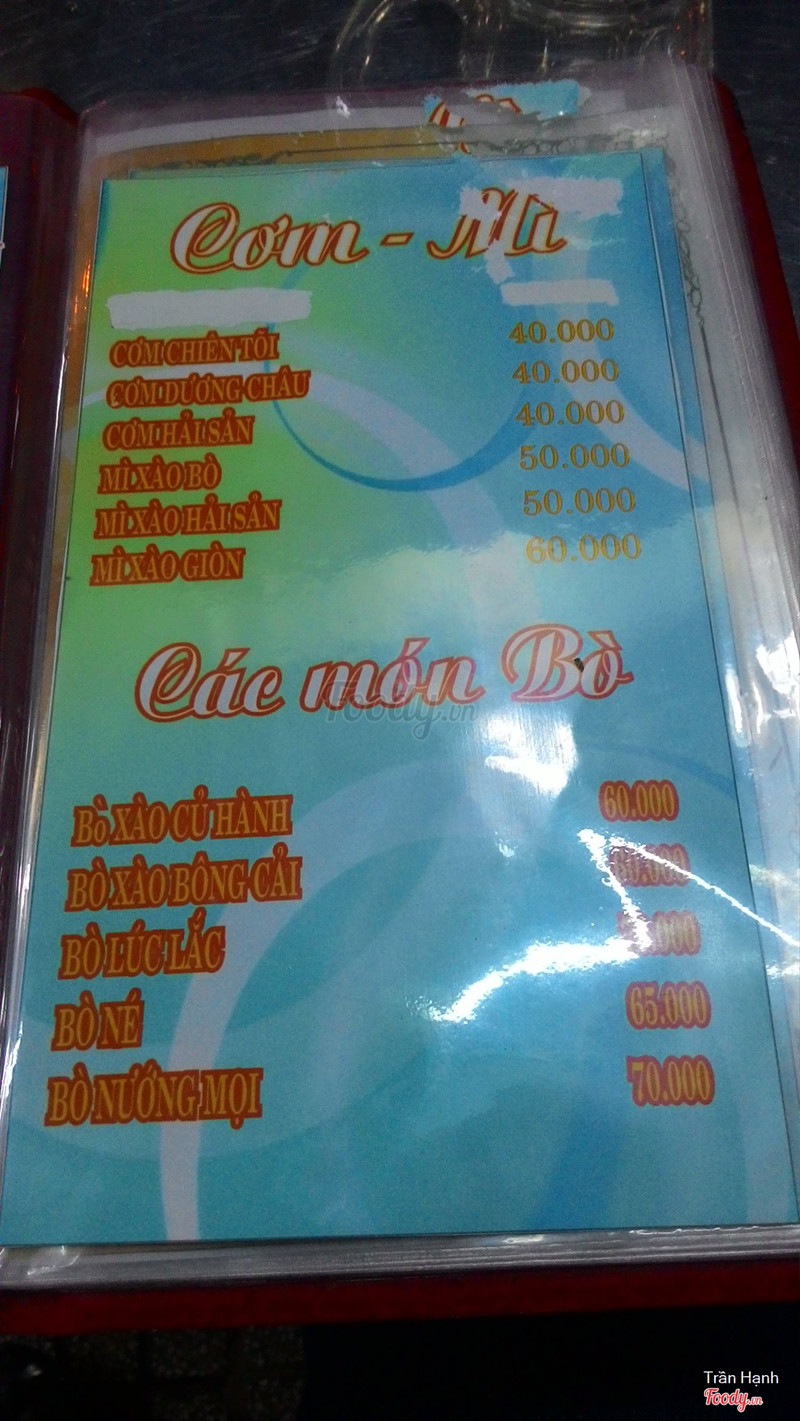 Cơm - Mì
CƠM CHIÊN TỎI 40.000
CƠM DƯƠNG CHÂU 40.000
CƠM HẢI SẢN 40.000
MÌ XÀO BÒ 50.000
MÌ XÀO HẢI SẢN 50.000
MÌ XÀO GIÒN 60.000
Các món Bò
Foody.vn
Bò XÀO CỦ HÀNH 60.000
BÒ XÀO BÔNG CẢI
BÒ LÚC LẮC
BÒ NÉ 65.000
BÒ NƯỚNG MỌI 70.000
Trần Hạnh
Foody.vn